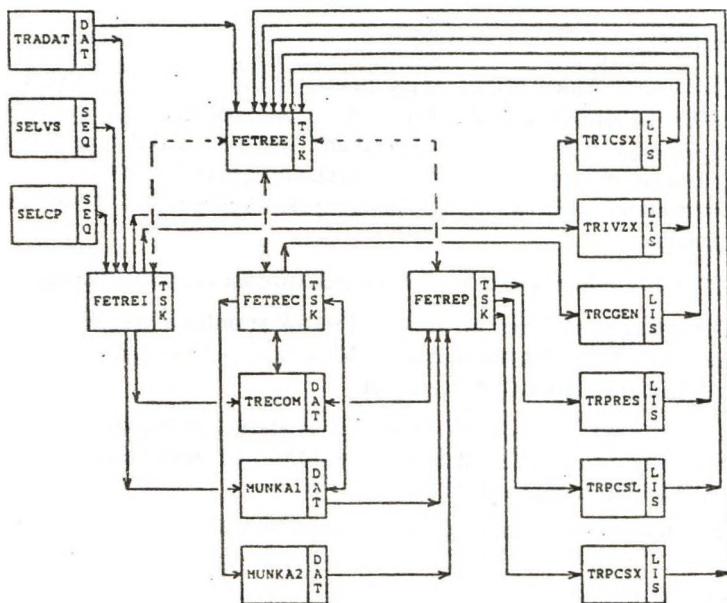 TRADAT DAT
SELVS SEQ
SELCP SEQ
FETREE TSK
TRICSX LIS
TRIVZX LIS
FETREI TSK
FETREC TSK
FETREP TSK
TRCGEN LIS
TRECOM DAT
TRPRES LIS
MUNKA1 DAT
TRPCSL LIS
MUNKA2 DAT
TRPCSX LIS